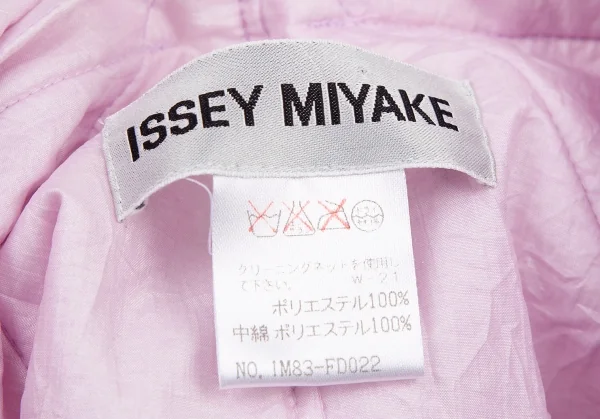 ISSEY MIYAKE
クリーニングネットを使用し
て下さい。 W-21
ポリエステル100%
中綿 ポリエステル100%
NO. IM83-FD022